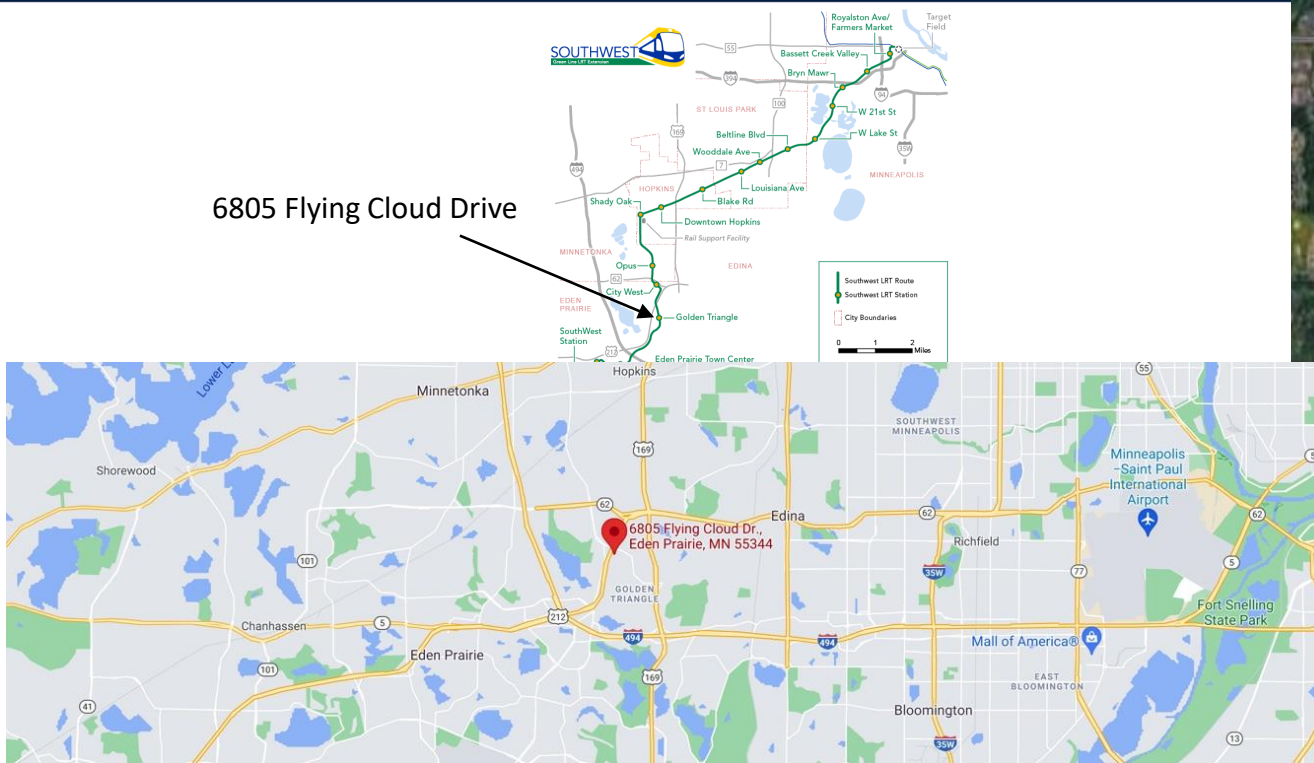 Royalston Ave/
Farmers Market
Target
Field
SOUTHWEST
Green Line LRT Extension
55
Bassett Creek Valley
394
Bryn Mawr
94
ST LOUIS PARK
100
W 21st St
169
Beltline Blvd
W Lake St
35W
Wooddale Ave
7
494
MINNEAPOLIS
HOPKINS
Louisiana Ave
6805 Flying Cloud Drive
Shady Oak
Blake Rd
Downtown Hopkins
Rail Support Facility
MINNETONKA
Opus
EDINA
62
City West
Southwest LRT Route
Southwest LRT Station
EDEN
PRAIRIE
Golden Triangle
City Boundaries
SouthWest
Station
0 1 2
Miles
212
Eden Prairie Town Center
Hopkins
55
Lower L
Minnetonka
SOUTHWEST
MINNEAPOLIS
169
Minneapolis
-Saint Paul
International
Airport
5
Shorewood
62
6805 Flying Cloud Dr.,
Eden Prairie, MN 55344
Edina
62
62
Richfield
101
35W
77
5
GOLDEN
TRIANGLE
212
Fort Snelling
State Park
Chanhassen
5
494
494
Mall of America®
Eden Prairie
101
169
EAST
BLOOMINGTON
41
Bloomington
35W
13